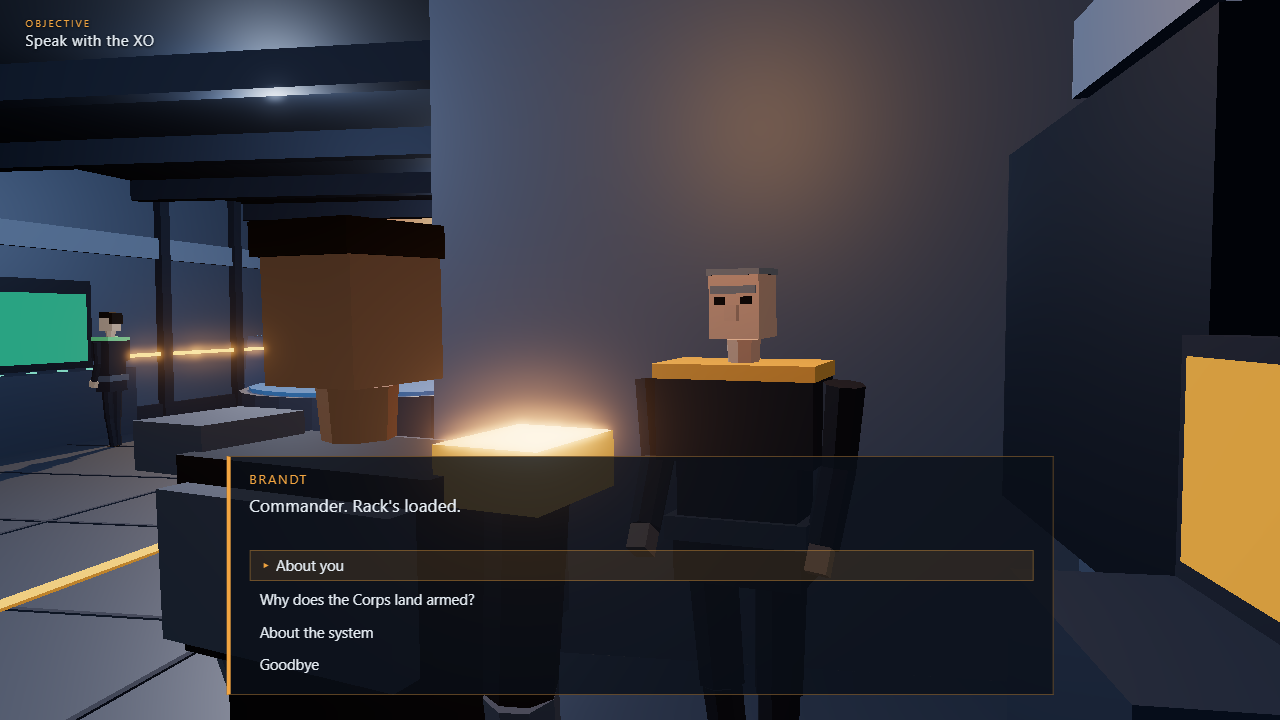 OBJECTIVE
Speak with the XO
BRANDT
Commander. Rack's loaded.
About you
Why does the Corps land armed?
About the system
Goodbye